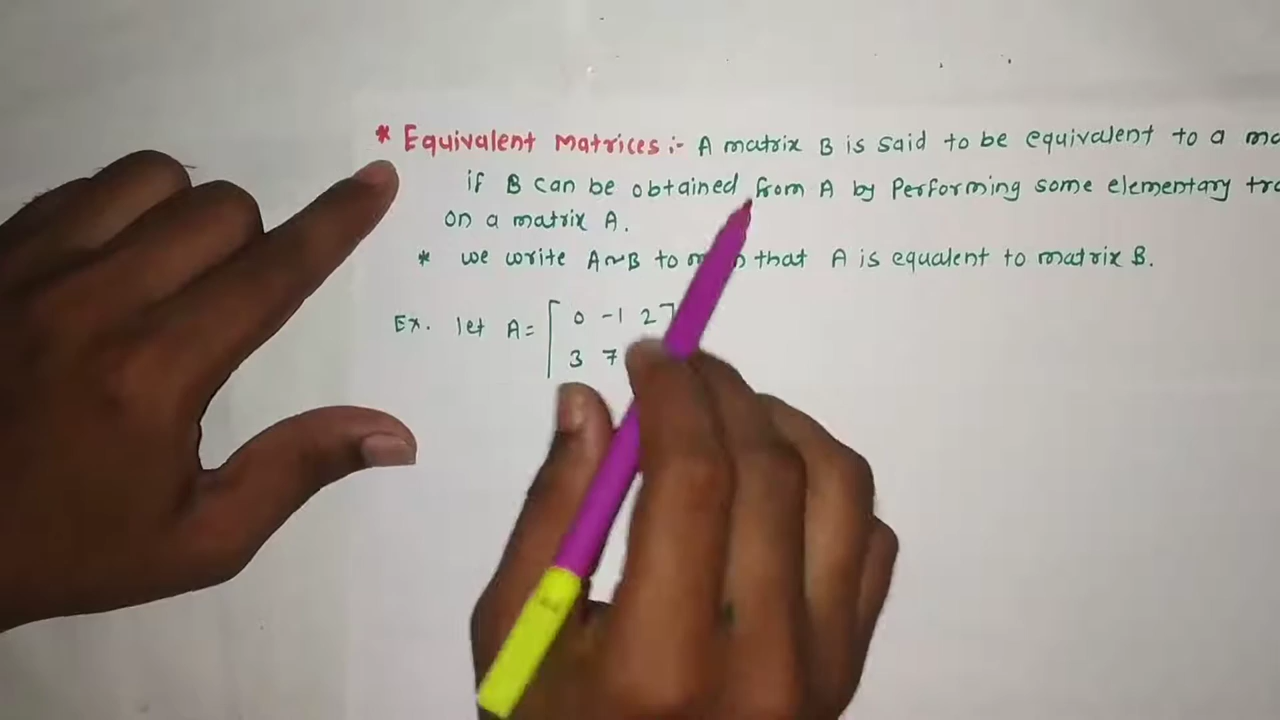 * Equivalent Matrices :- A matrix B is said to be equivalent to a
if B can be obtained from A by Performing some elementary
on a matrix A.
* we write A~B to that A is equalent to matrix B.
Ex. let A = [ 0 -1 2 ]
3 7